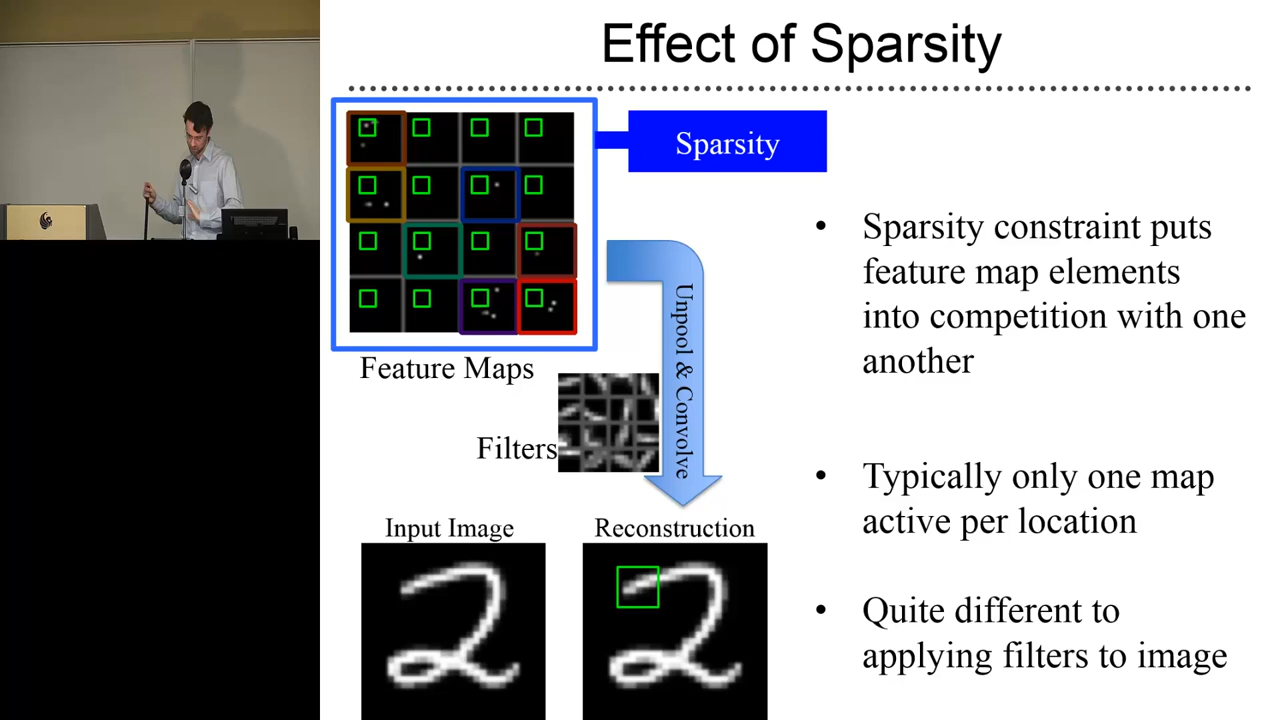 Effect of Sparsity
Sparsity
Feature Maps
Unpool & Convolve
Filters
Input Image
Reconstruction
• Sparsity constraint puts
feature map elements
into competition with one
another
• Typically only one map
active per location
• Quite different to
applying filters to image